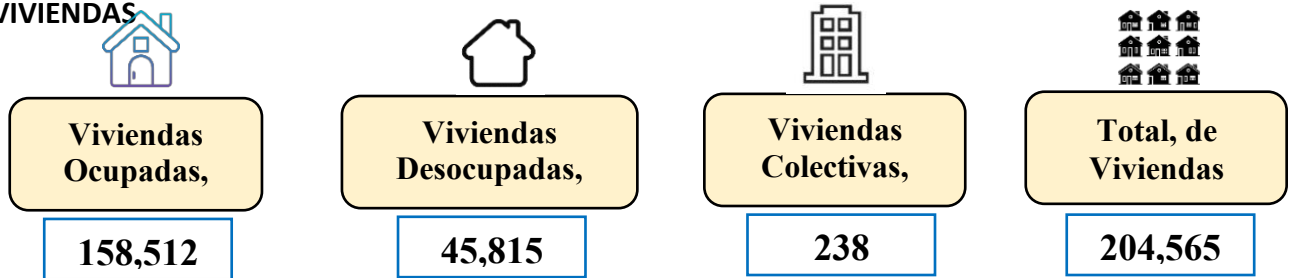 VIVIENDAS
Viviendas
Ocupadas,
158,512
Viviendas
Desocupadas,
45,815
Viviendas
Colectivas,
238
Total, de
Viviendas
204,565